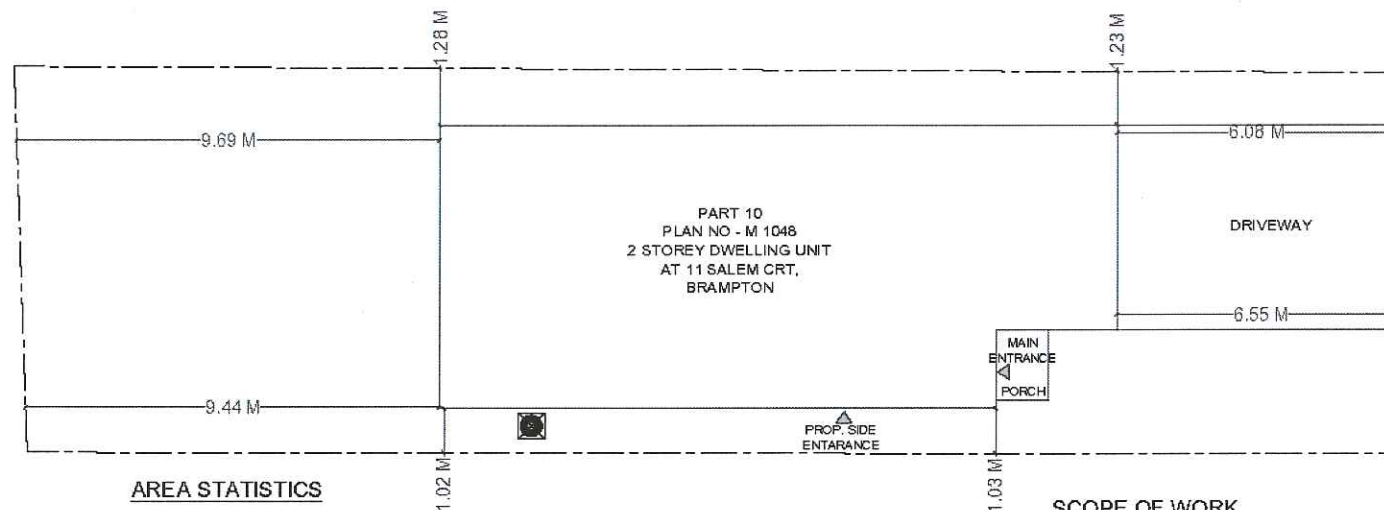 1.28 M
1.23 M
9.69 M
6.08 M
PART 10
PLAN NO - M 1048
2 STOREY DWELLING UNIT
AT 11 SALEM CRT,
BRAMPTON
DRIVEWAY
6.55 M
MAIN
ENTRANCE
PORCH
9.44 M
PROP. SIDE
ENTARANCE
1.02 M
1.03 M
AREA STATISTICS
SCOPE OF WORK